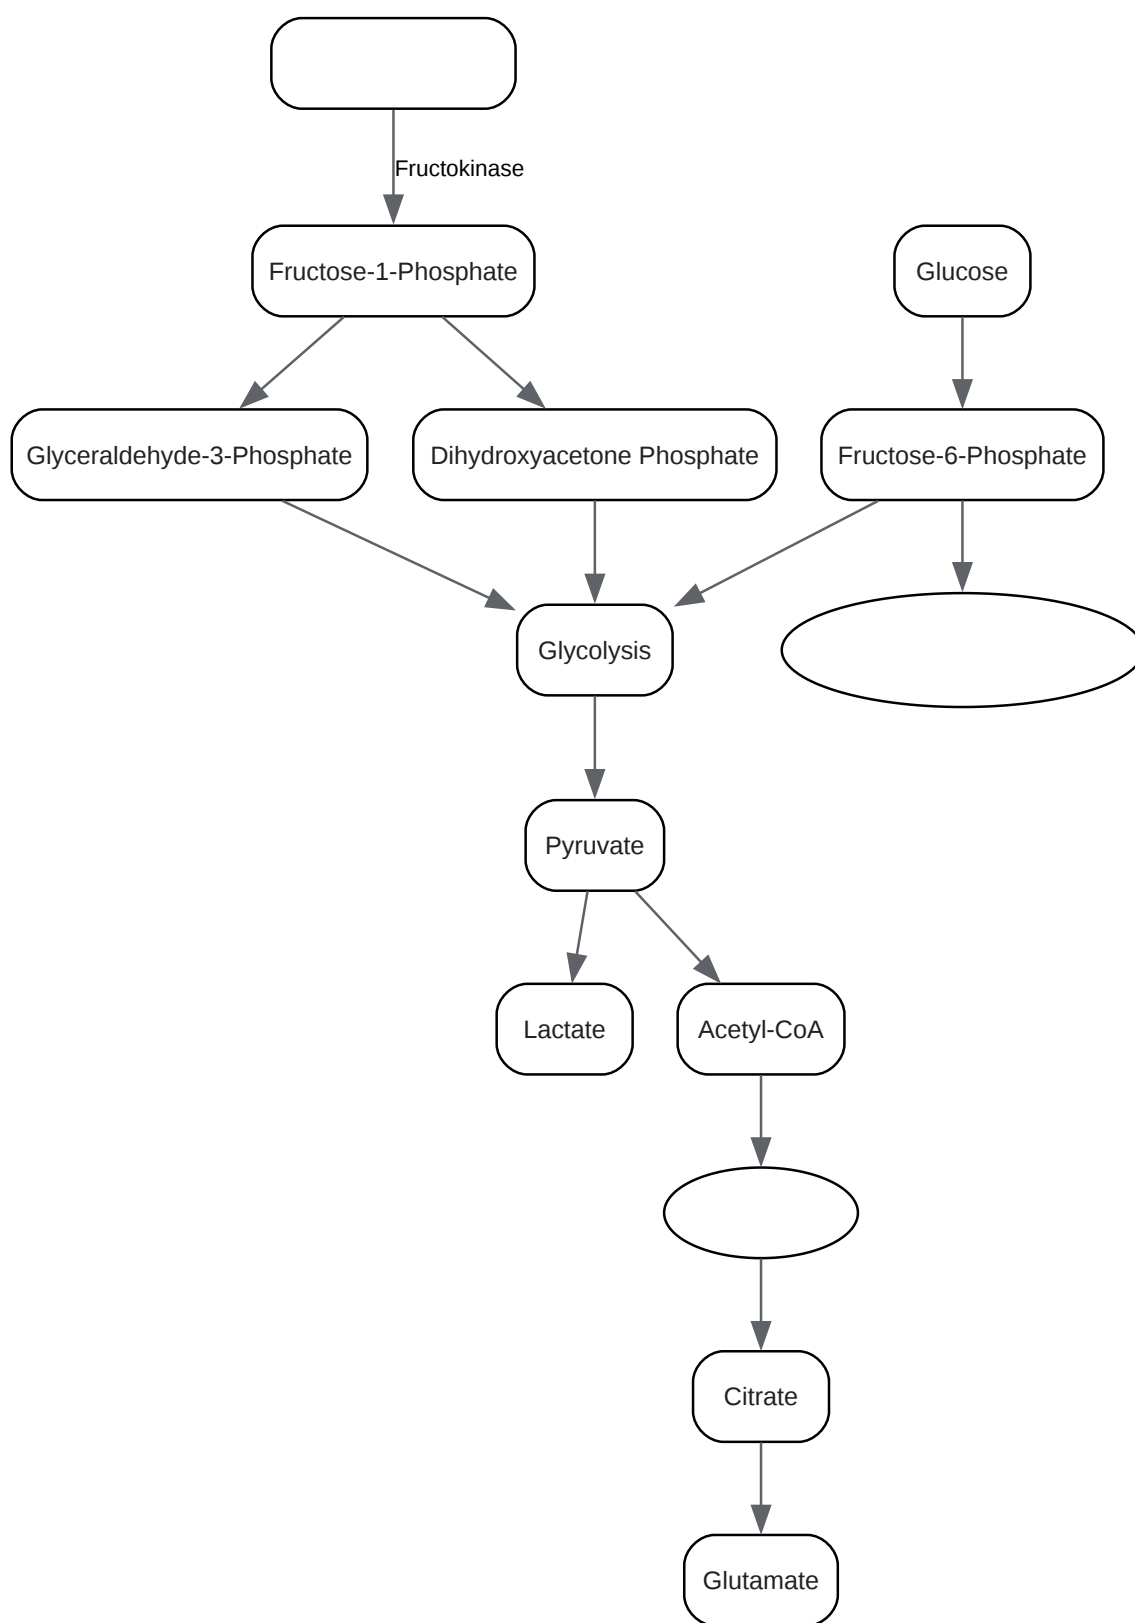 Fructokinase
Fructose-1-Phosphate
Glucose
Glyceraldehyde-3-Phosphate
Dihydroxyacetone Phosphate
Fructose-6-Phosphate
Glycolysis
Pyruvate
Lactate
Acetyl-CoA
Citrate
Glutamate